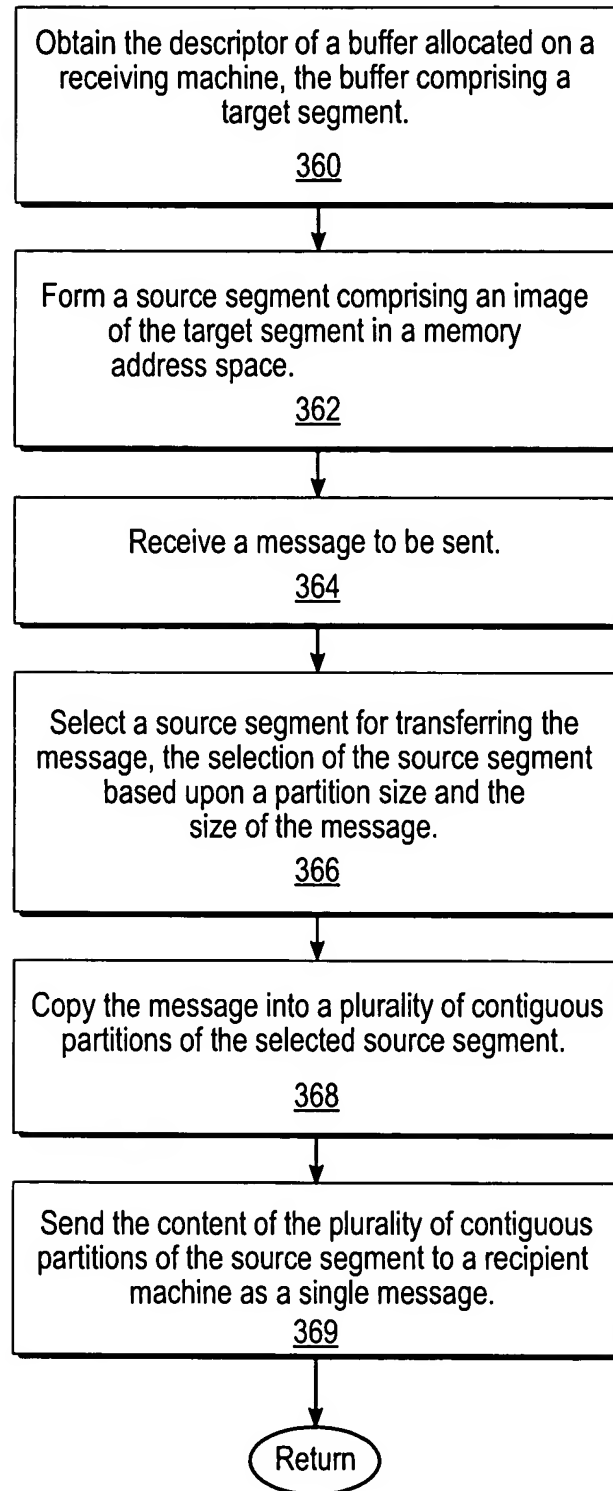 Obtain the descriptor of a buffer allocated on a
receiving machine, the buffer comprising a
target segment.
360
Form a source segment comprising an image
of the target segment in a memory
address space.
362
Receive a message to be sent.
364
Select a source segment for transferring the
message, the selection of the source segment
based upon a partition size and the
size of the message.
366
Copy the message into a plurality of contiguous
partitions of the selected source segment.
368
Send the content of the plurality of contiguous
partitions of the source segment to a recipient
machine as a single message.
369
Return